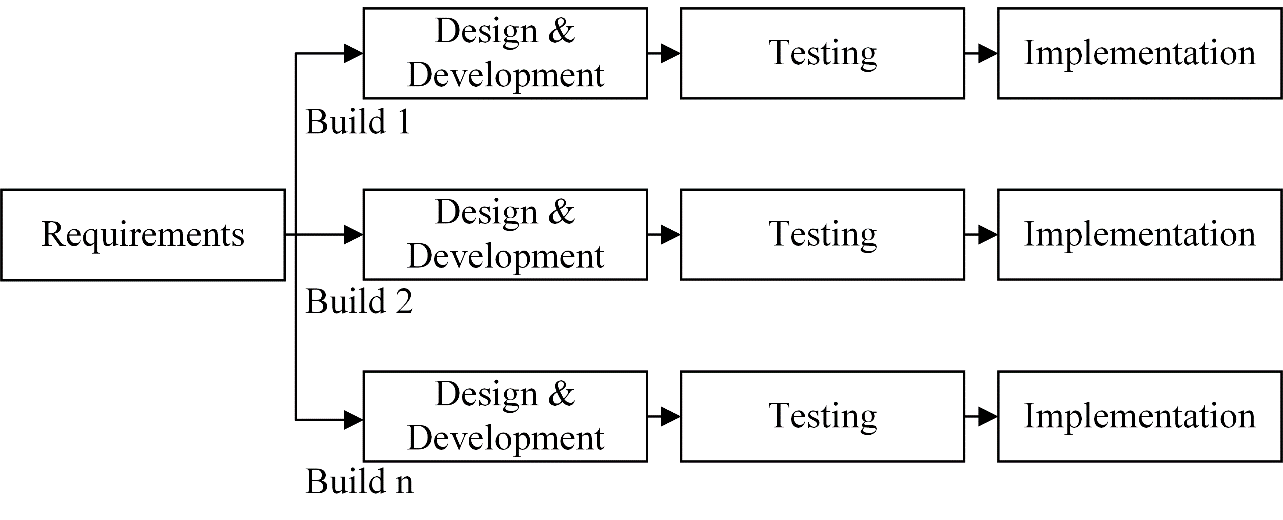 Design &
Development
Testing
Implementation
Build 1
Requirements
Design &
Development
Testing
Implementation
Build 2
Design &
Development
Testing
Implementation
Build n